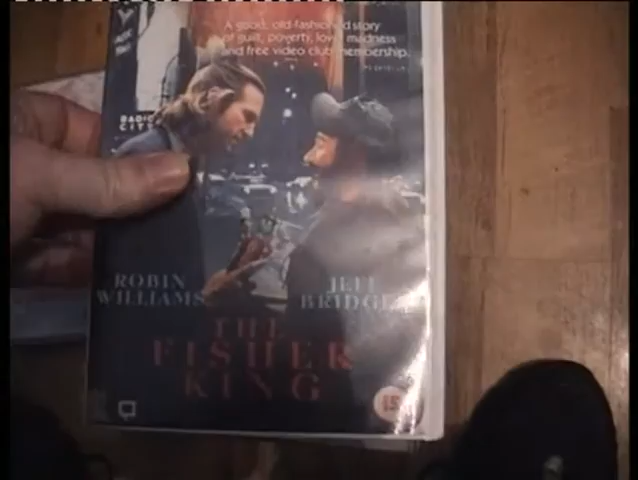 A good, old-fashioned story
of guilt, poverty, love, madness
and free video club membership.
RADIO
CITY
ROBIN
WILLIAMS
JEFF
BRIDGES
THE
FISHER
KING
15